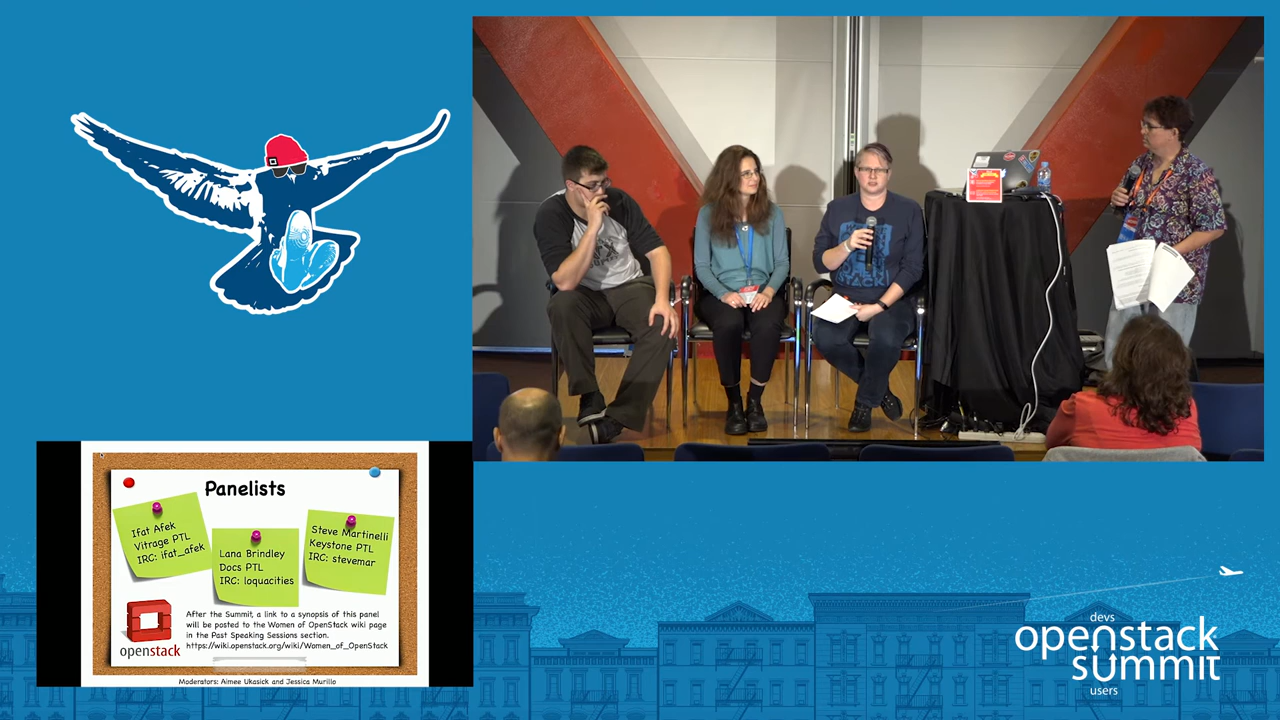 Panelists
Ifat Afek
Vitrage PTL
IRC: ifat_afek
Lana Brindley
Docs PTL
IRC: loquacities
Steve Martinelli
Keystone PTL
IRC: stevemar
openstack
After the Summit, a link to a synopsis of this panel
will be posted to the Women of OpenStack wiki page
in the Past Speaking Sessions section.
https://wiki.openstack.org/wiki/Women_of_OpenStack
Moderators: Aimee Ukasick and Jessica Murillo
devs
openstack
summit
users